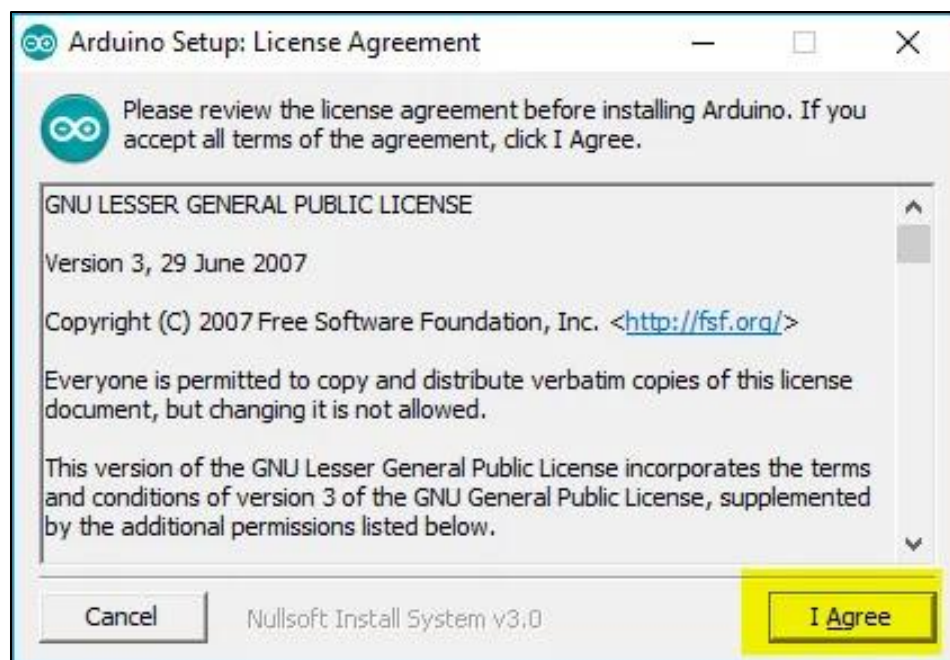 Arduino Setup: License Agreement
Please review the license agreement before installing Arduino. If you
accept all terms of the agreement, click I Agree.
GNU LESSER GENERAL PUBLIC LICENSE
Version 3, 29 June 2007
Copyright (C) 2007 Free Software Foundation, Inc. <http://fsf.org/>
Everyone is permitted to copy and distribute verbatim copies of this license
document, but changing it is not allowed.
This version of the GNU Lesser General Public License incorporates the terms
and conditions of version 3 of the GNU General Public License, supplemented
by the additional permissions listed below.
Cancel
Nullsoft Install System v3.0
I Agree